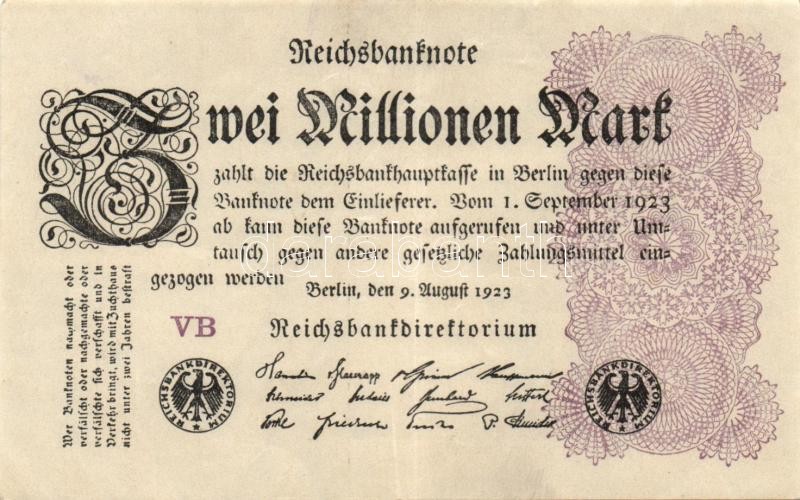 Reichsbanknote
Zwei Millionen Mark
zahlt die Reichsbankhauptkasse in Berlin gegen diese
Banknote dem Einlieferer. Vom 1. September 1923
ab kann diese Banknote aufgerufen und unter Um-
tausch gegen andere gesetzliche Zahlungsmittel ein-
gezogen werden
Berlin, den 9. August 1923
VB
Reichsbankdirektorium
Wer Banknoten nachmacht oder
verfälscht oder nachgemachte oder
verfälschte sich verschafft und in
Verkehr bringt, wird mit Zuchthaus
nicht unter zwei Jahren bestraft
REICHSBANKDIREKTORIUM
REICHSBANKDIREKTORIUM
darabanth